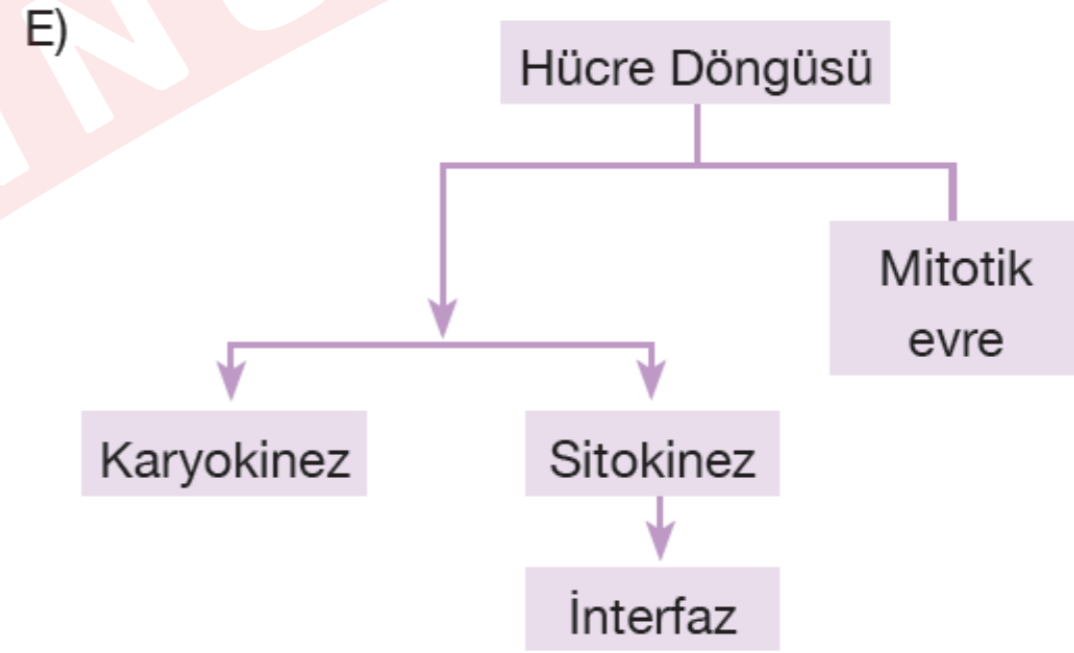 E)
Hücre Döngüsü
Mitotik
evre
Karyokinez
Sitokinez
İnterfaz